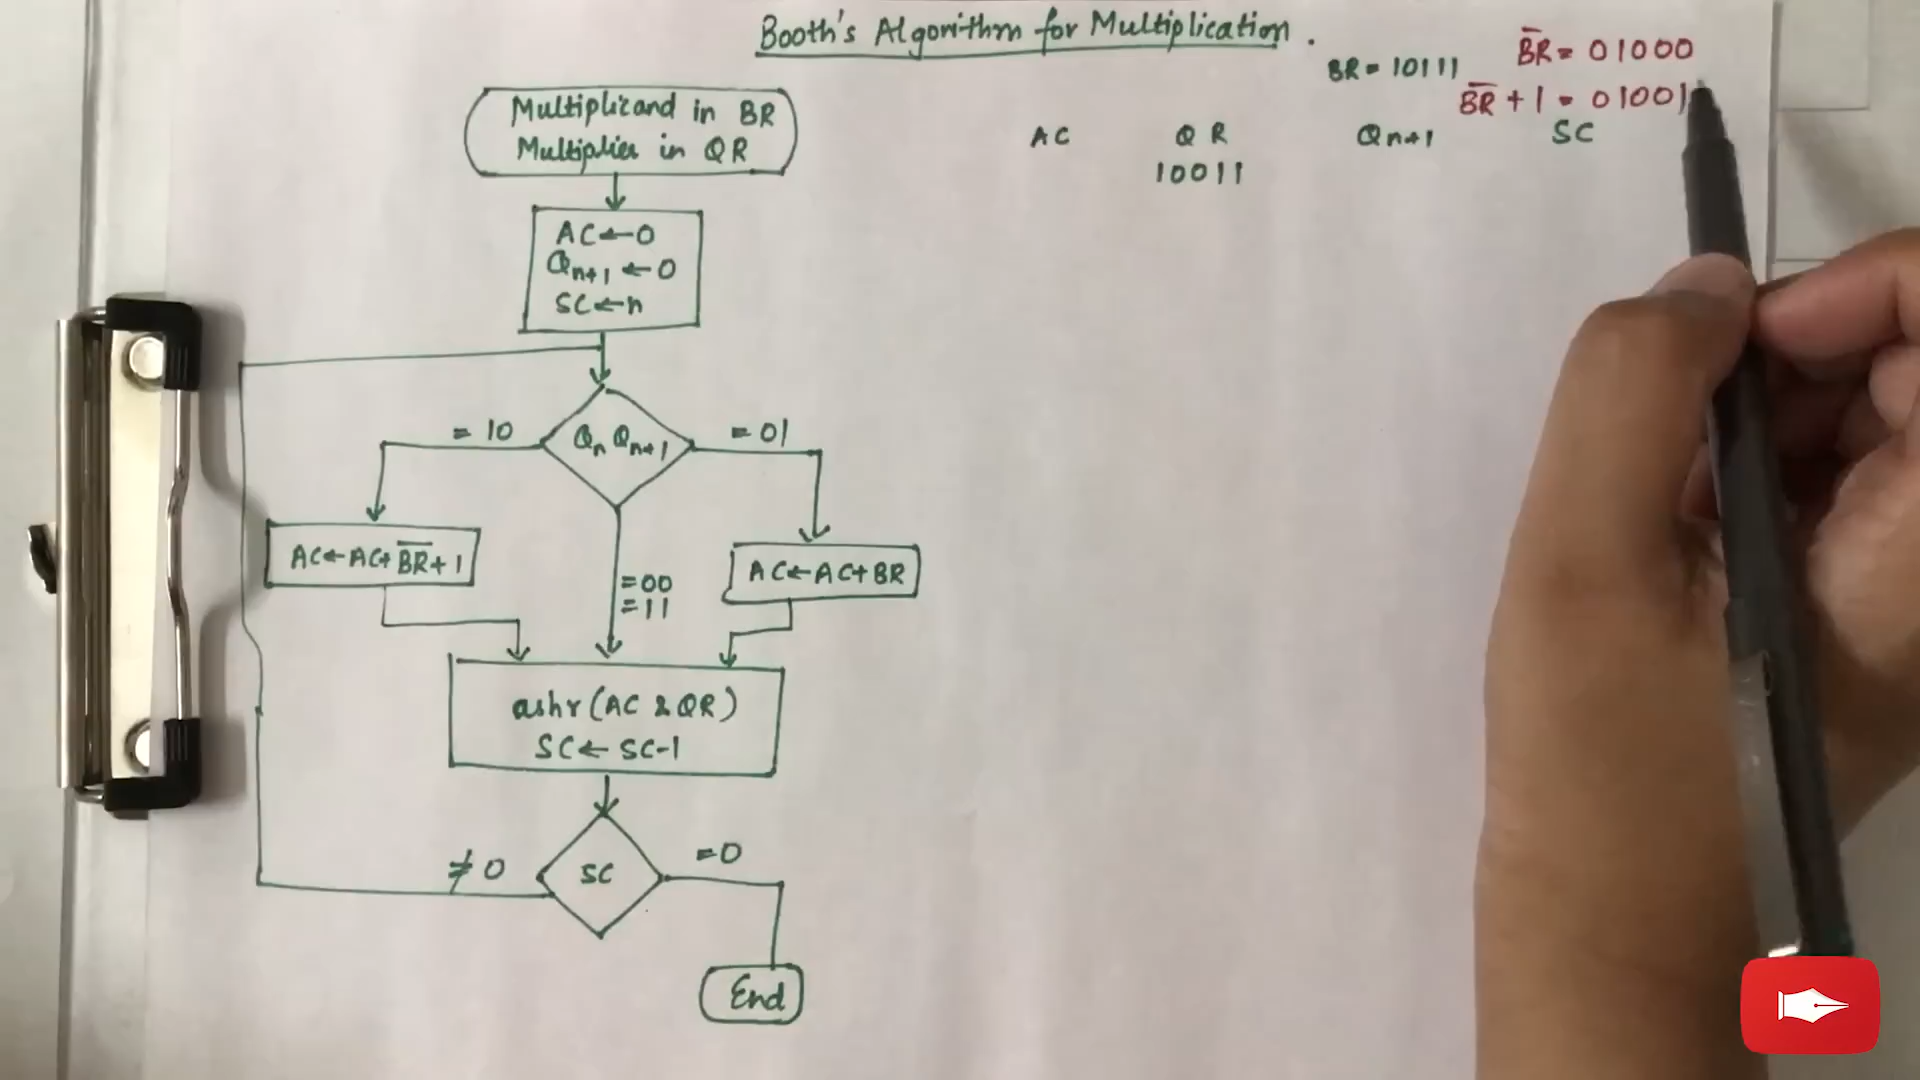 Booth's Algorithm for Multiplication.
BR = 10111
B̅R̅ = 01000
B̅R̅ + 1 = 01001
AC QR Qn+1 SC
10011
Multiplicand in BR
Multiplier in QR
AC ← 0
Qn+1 ← 0
SC ← n
= 10
Qn Qn+1
= 01
AC ← AC + B̅R̅ + 1
= 00
= 11
AC ← AC + BR
ashr (AC & QR)
SC ← SC-1
≠ 0
SC
= 0
End